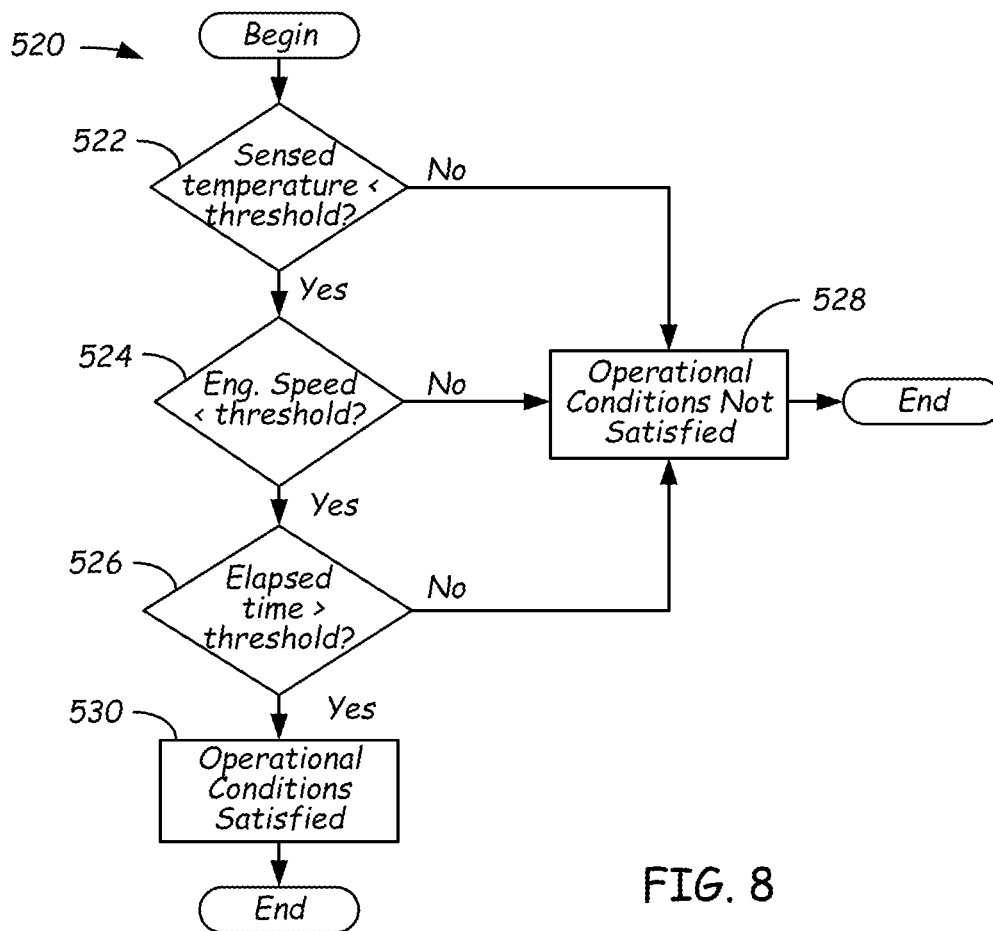 520
Begin
522
Sensed
temperature <
threshold?
No
Yes
524
Eng. Speed
< threshold?
No
528
Operational
Conditions Not
Satisfied
End
Yes
526
Elapsed
time >
threshold?
No
Yes
530
Operational
Conditions
Satisfied
End
FIG. 8